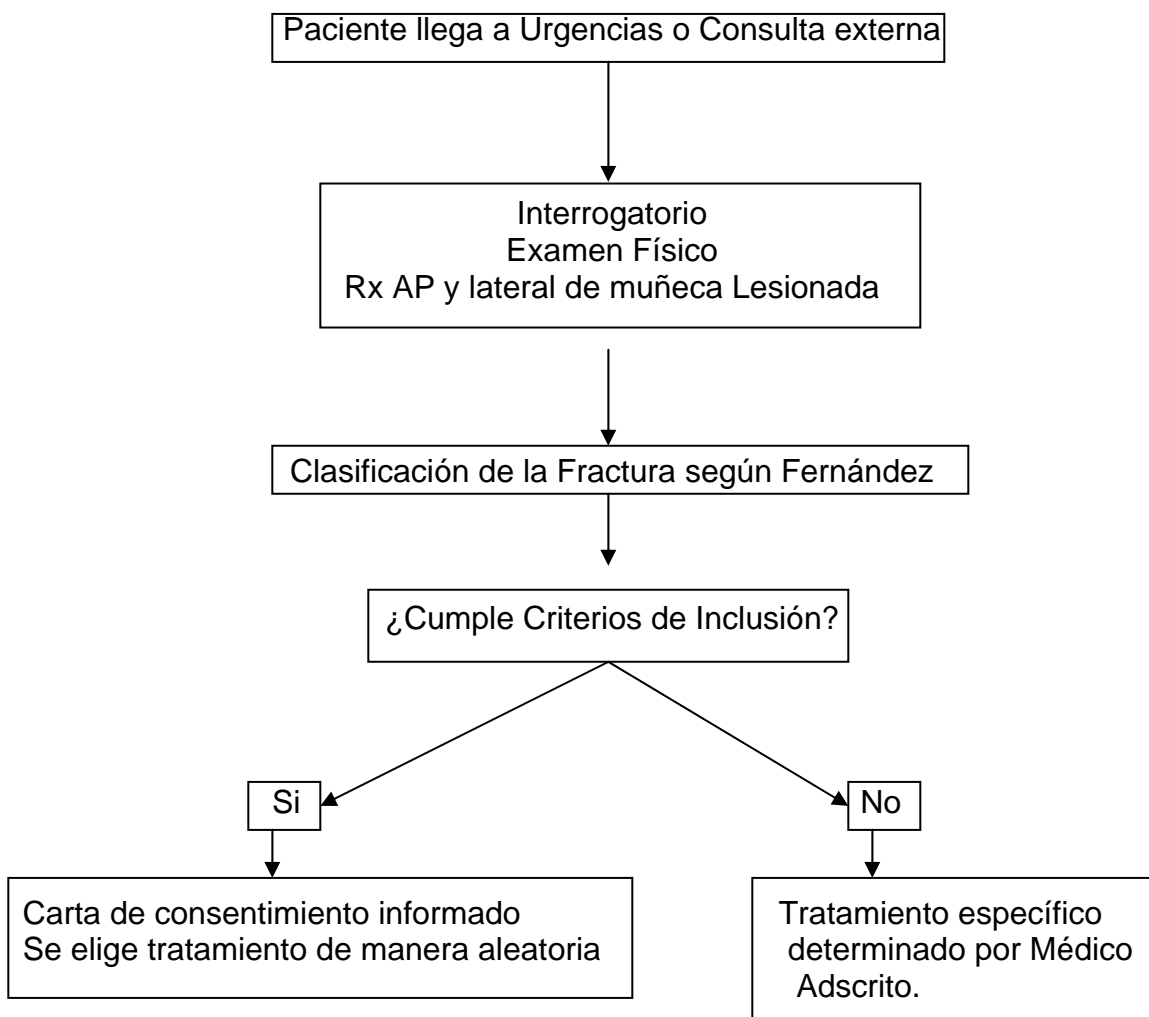 Paciente llega a Urgencias o Consulta externa
Interrogatorio
Examen Físico
Rx AP y lateral de muñeca Lesionada
Clasificación de la Fractura según Fernández
¿Cumple Criterios de Inclusión?
Si
No
Carta de consentimiento informado
Se elige tratamiento de manera aleatoria
Tratamiento específico
determinado por Médico
Adscrito.